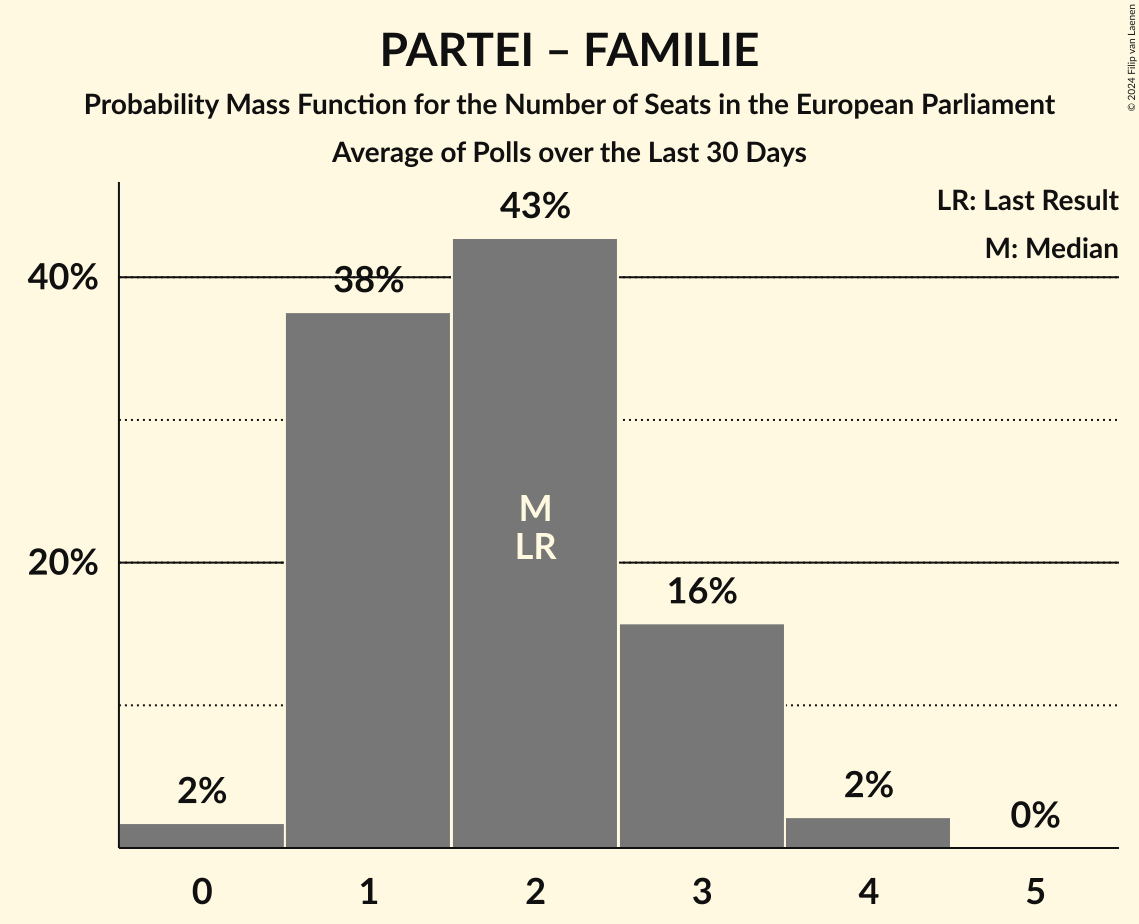 PARTEI – FAMILIE
Probability Mass Function for the Number of Seats in the European Parliament
Average of Polls over the Last 30 Days
© 2024 Filip van Laenen
LR: Last Result
M: Median
43%
38%
40%
M
LR
20%
16%
2%
2%
0%
0 1 2 3 4 5